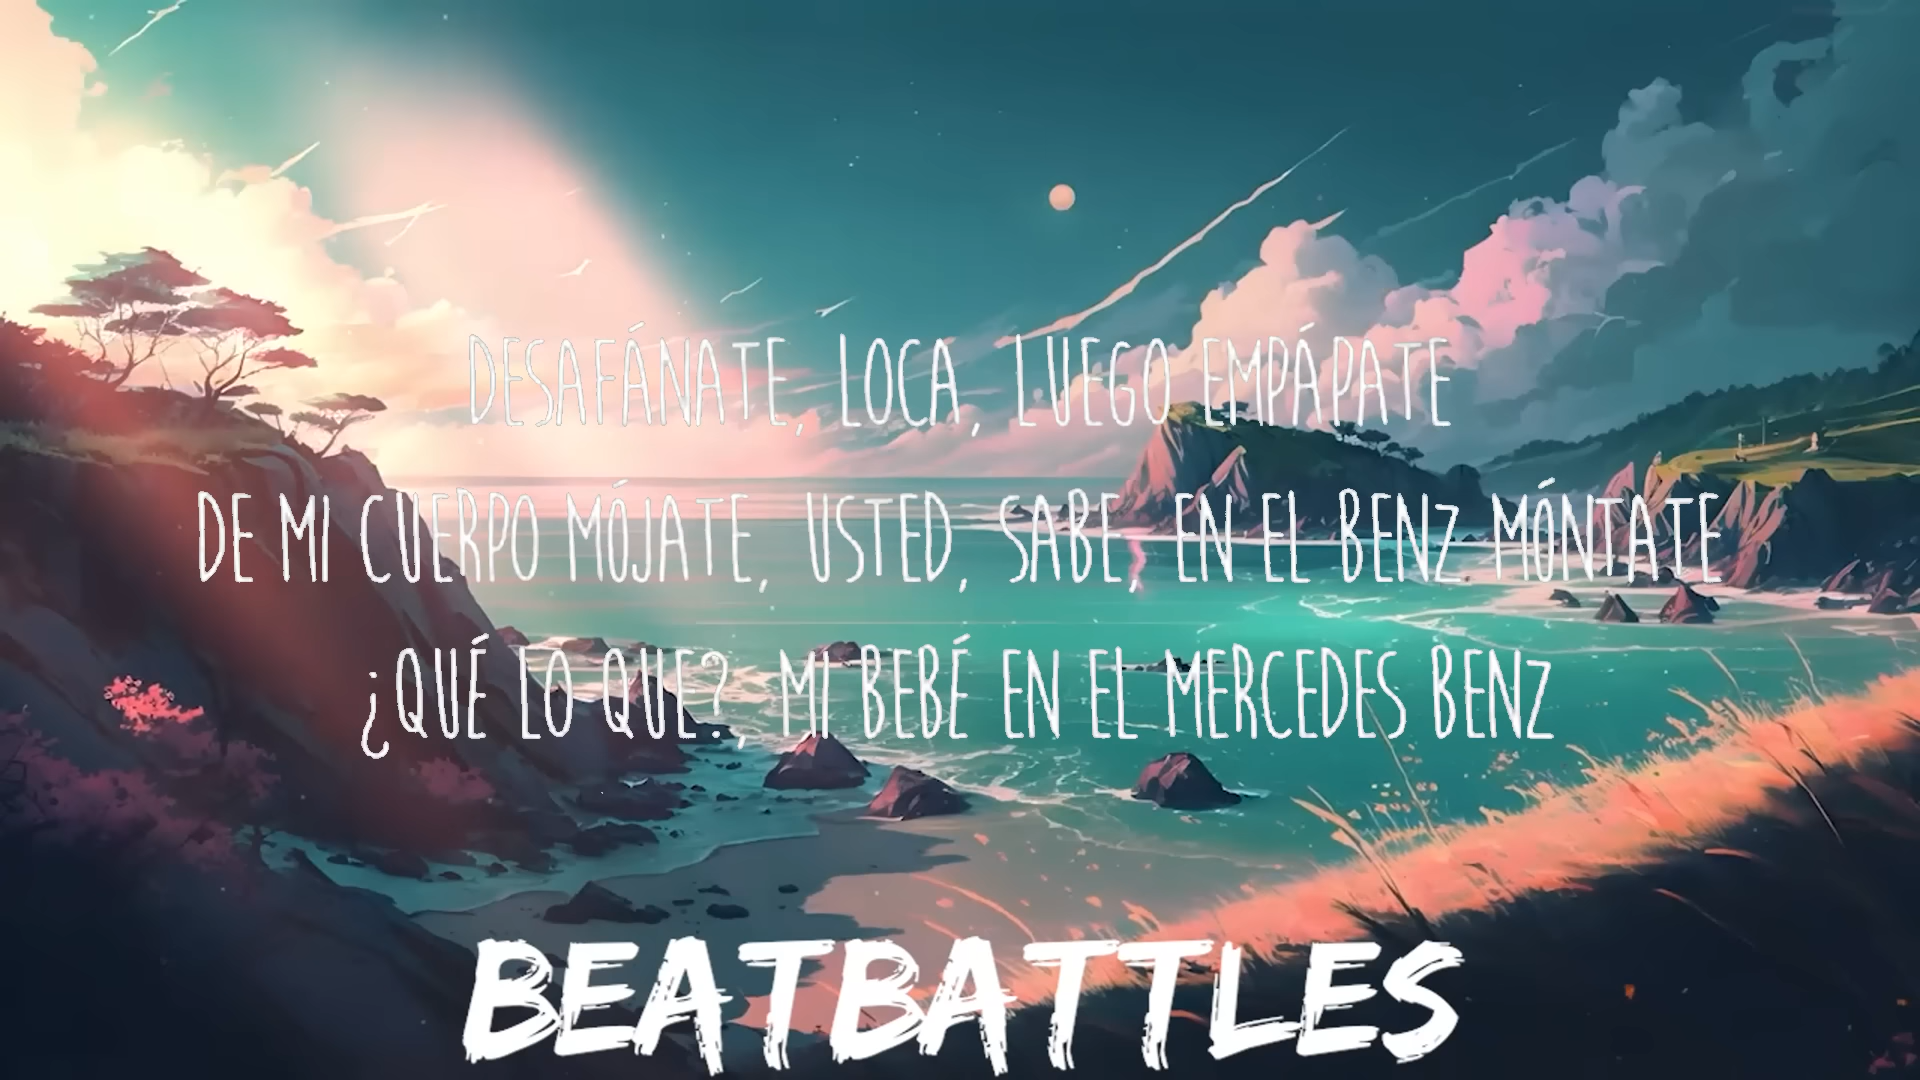 DESAFÁNATE, LOCA, LUEGO EMPÁPATE
DE MI CUERPO MÓJATE, USTED, SABE, EN EL BENZ MÓNTATE
¿QUÉ LO QUE?, MI BEBÉ EN EL MERCEDES BENZ
BEATBATTLES